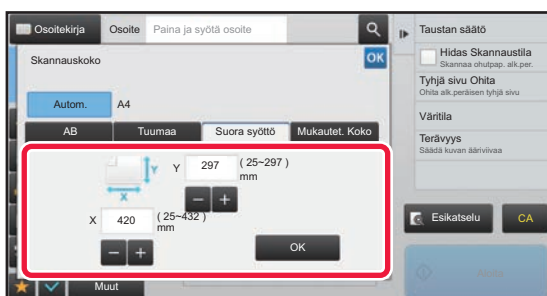 Osoitekirja
Osoite
Paina ja syötä osoite
Skannauskoko
OK
Autom.
A4
AB
Tuumaa
Suora syöttö
Mukautet. Koko
Y
Y
297
(25~297)
mm
X
X
420
(25~432)
mm
OK
Muut
Taustan säätö
Hidas Skannaustila
Skannaa ohutpap. alk.per.
Tyhjä sivu Ohita
Ohita alk.peräisen tyhjä sivu
Väritila
Terävyys
Säädä kuvan ääriviivaa
Esikatselu
CA